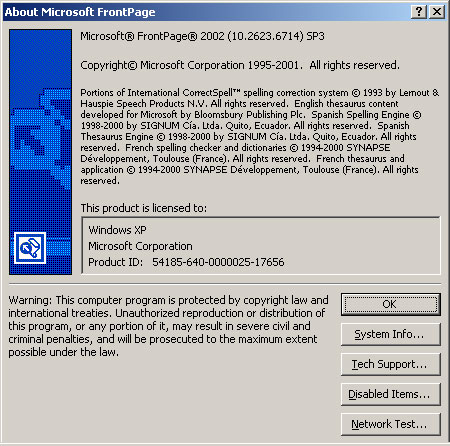 About Microsoft FrontPage
Microsoft® FrontPage® 2002 (10.2623.6714) SP3
Copyright© Microsoft Corporation 1995-2001.  All rights reserved.
Portions of International CorrectSpell™ spelling correction system © 1993 by Lernout &
Hauspie Speech Products N.V. All rights reserved.  English thesaurus content
developed for Microsoft by Bloomsbury Publishing Plc.  Spanish Spelling Engine ©
1998-2000 by SIGNUM Cía. Ltda. Quito, Ecuador. All rights reserved.  Spanish
Thesaurus Engine © 1998-2000 by SIGNUM Cía. Ltda. Quito, Ecuador. All rights
reserved.  French spelling checker and dictionaries © 1994-2000 SYNAPSE
Développement, Toulouse (France). All rights reserved.  French thesaurus and
application © 1994-2000 SYNAPSE Développement, Toulouse (France). All rights
reserved.
This product is licensed to:
Windows XP
Microsoft Corporation
Product ID:  54185-640-0000025-17656
Warning: This computer program is protected by copyright law and
international treaties. Unauthorized reproduction or distribution of
this program, or any portion of it, may result in severe civil and
criminal penalties, and will be prosecuted to the maximum extent
possible under the law.
OK
System Info...
Tech Support...
Disabled Items...
Network Test...